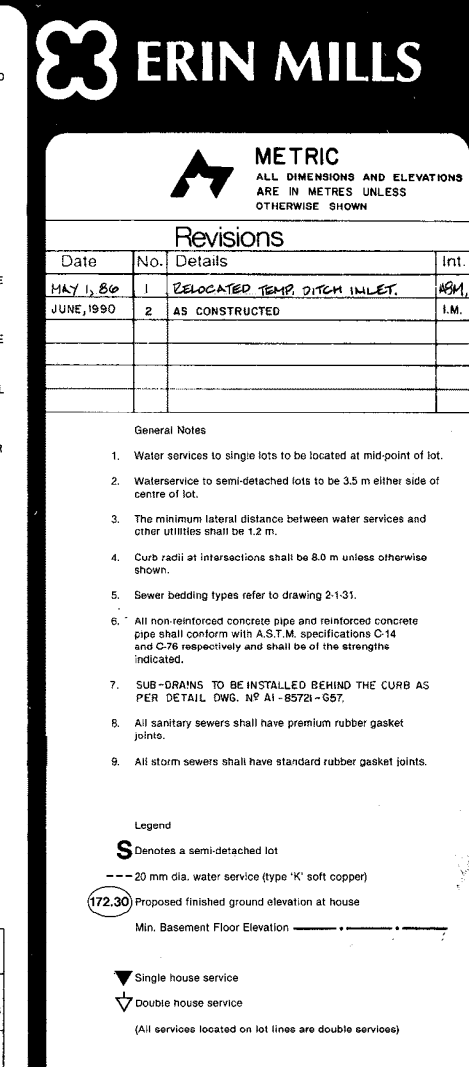 ERIN MILLS
METRIC
ALL DIMENSIONS AND ELEVATIONS
ARE IN METRES UNLESS
OTHERWISE SHOWN
Revisions
Date No. Details Int.
MAY 1, 86 1 RELOCATED TEMP. DITCH INLET.
JUNE, 1990 2 AS CONSTRUCTED I.M.
General Notes
1. Water services to single lots to be located at mid-point of lot.
2. Waterservice to semi-detached lots to be 3.5 m either side of
centre of lot.
3. The minimum lateral distance between water services and
other utilities shall be 1.2 m.
4. Curb radii at intersections shall be 8.0 m unless otherwise
shown.
5. Sewer bedding types refer to drawing 2-1-31.
6. All non-reinforced concrete pipe and reinforced concrete
pipe shall conform with A.S.T.M. specifications C-14
and C-76 respectively and shall be of the strengths
indicated.
7. SUB-DRAINS TO BE INSTALLED BEHIND THE CURB AS
PER DETAIL DWG. Nº A1-85721-G57.
8. All sanitary sewers shall have premium rubber gasket
joints.
9. All storm sewers shall have standard rubber gasket joints.
Legend
S Denotes a semi-detached lot
--- 20 mm dia. water service (type 'K' soft copper)
172.30 Proposed finished ground elevation at house
Min. Basement Floor Elevation
Single house service
Double house service
(All services located on lot lines are double services)